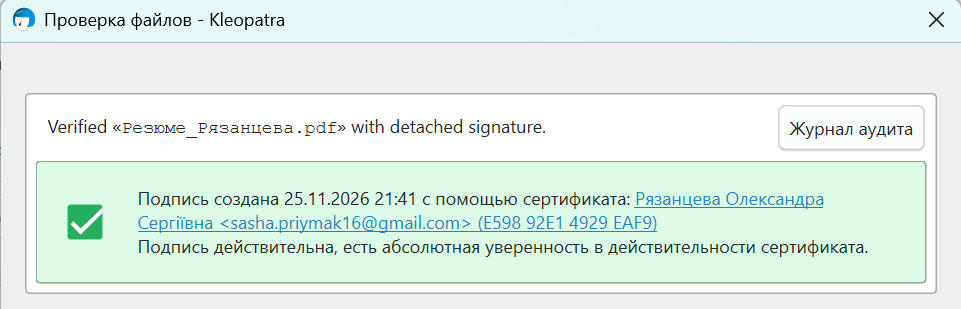 Проверка файлов - Kleopatra
Verified «Резюме_Рязанцева.pdf» with detached signature.
Журнал аудита
Подпись создана 25.11.2026 21:41 с помощью сертификата: Рязанцева Олександра
Сергіївна <sasha.priymak16@gmail.com> (E598 92E1 4929 EAF9)
Подпись действительна, есть абсолютная уверенность в действительности сертификата.